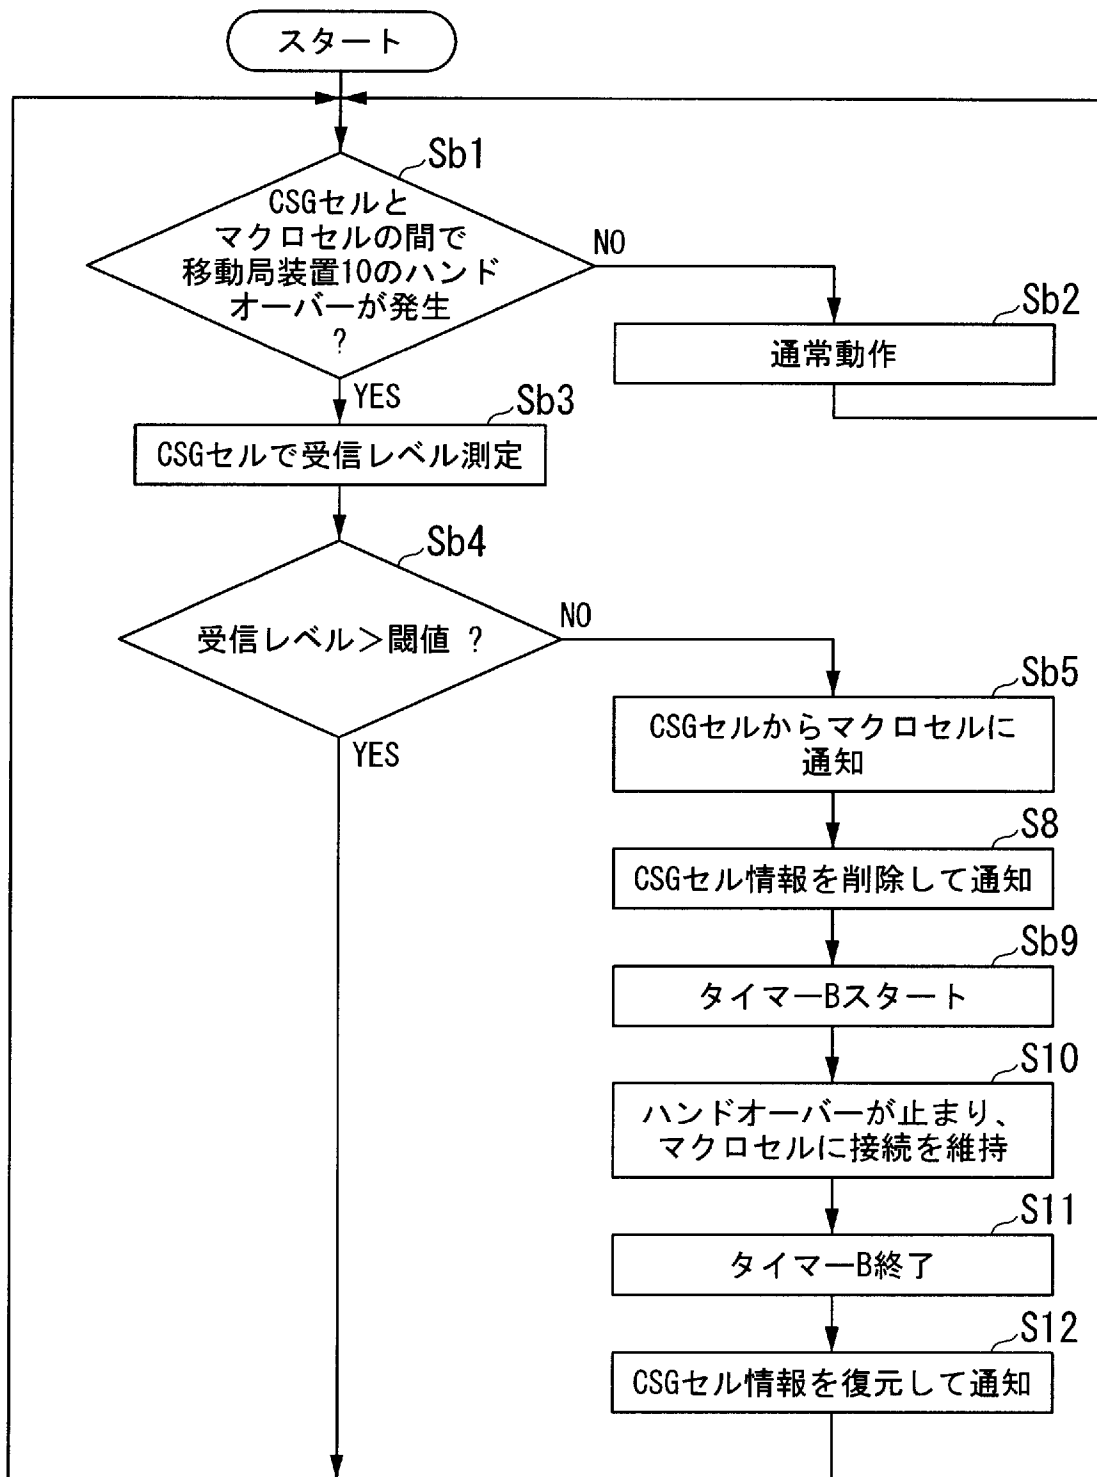 スタート
Sb1
CSGセルと
マクロセルの間で
移動局装置10のハンド
オーバーが発生
?
NO
Sb2
通常動作
YES
Sb3
CSGセルで受信レベル測定
Sb4
受信レベル＞閾値 ?
NO
YES
Sb5
CSGセルからマクロセルに
通知
S8
CSGセル情報を削除して通知
Sb9
タイマーBスタート
S10
ハンドオーバーが止まり、
マクロセルに接続を維持
S11
タイマーB終了
S12
CSGセル情報を復元して通知